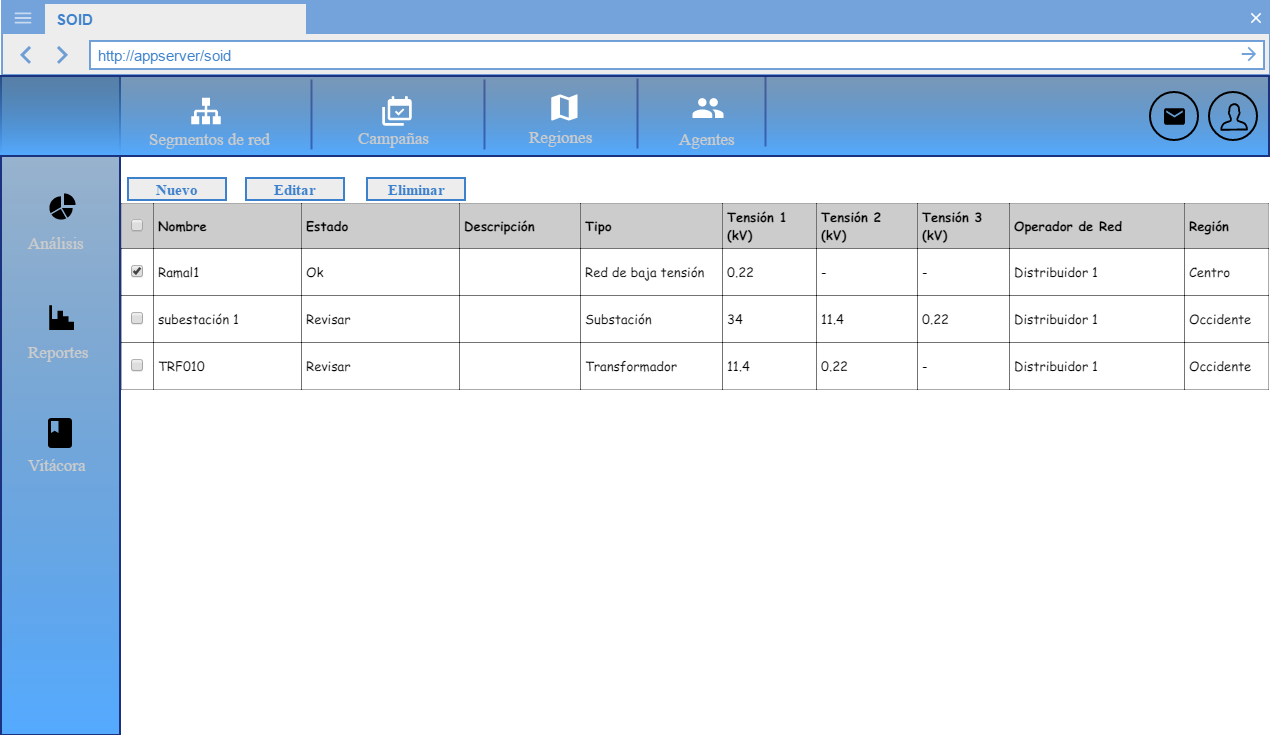 SOID
http://appserver/soid
Segmentos de red
Campañas
Regiones
Agentes
Análisis
Reportes
Vitácora
Nuevo Editar Eliminar
Nombre Estado Descripción Tipo Tensión 1 (kV) Tensión 2 (kV) Tensión 3 (kV) Operador de Red Región
Ramal1 Ok Red de baja tensión 0.22 - - Distribuidor 1 Centro
subestación 1 Revisar Substación 34 11.4 0.22 Distribuidor 1 Occidente
TRF010 Revisar Transformador 11.4 0.22 - Distribuidor 1 Occidente